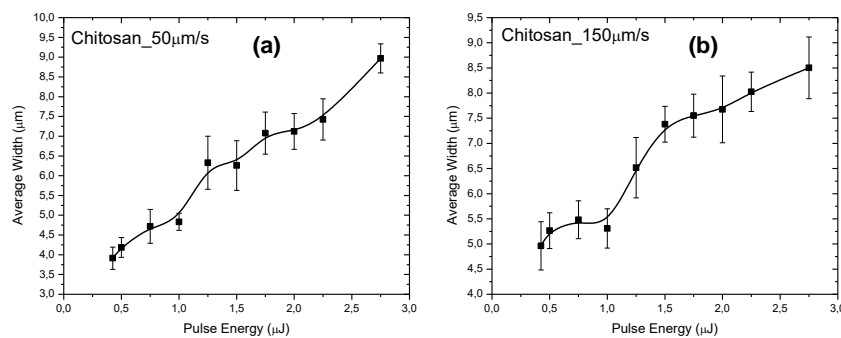 Chitosan_50μm/s
(a)
10,0
9,5
9,0
8,5
8,0
7,5
7,0
6,5
6,0
5,5
5,0
4,5
4,0
3,5
3,0
Average Width (μm)
0,0 0,5 1,0 1,5 2,0 2,5 3,0
Pulse Energy (μJ)
Chitosan_150μm/s
(b)
9,5
9,0
8,5
8,0
7,5
7,0
6,5
6,0
5,5
5,0
4,5
4,0
Average Width (μm)
0,0 0,5 1,0 1,5 2,0 2,5 3,0
Pulse Energy (μJ)